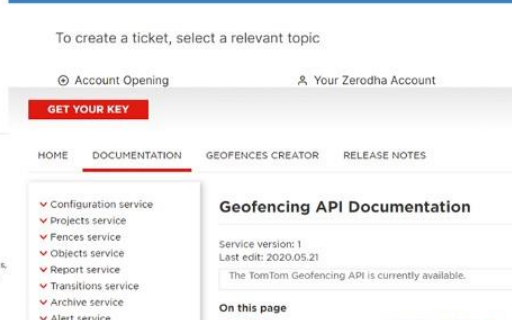 To create a ticket, select a relevant topic
Account Opening
Your Zerodha Account
GET YOUR KEY
HOME
DOCUMENTATION
GEOFENCES CREATOR
RELEASE NOTES
Configuration service
Projects service
Fences service
Objects service
Report service
Transitions service
Archive service
Alert service
Geofencing API Documentation
Service version: 1
Last edit: 2020.05.21
The TomTom Geofencing API is currently available.
On this page